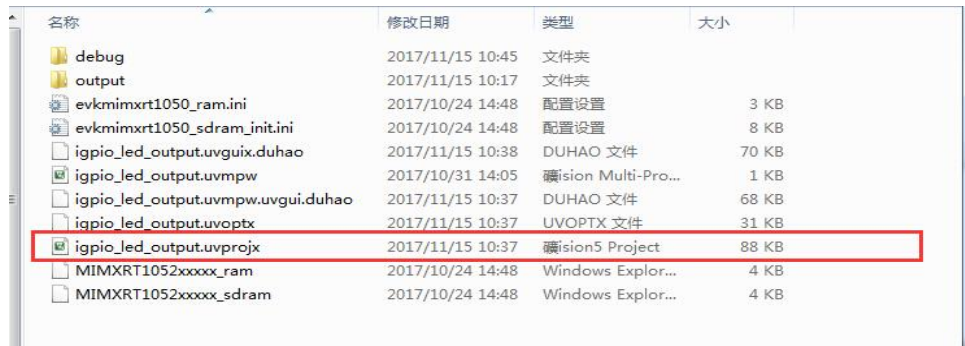 名称 修改日期 类型 大小
debug 2017/11/15 10:45 文件夹
output 2017/11/15 10:17 文件夹
evkmimxrt1050_ram.ini 2017/10/24 14:48 配置设置 3 KB
evkmimxrt1050_sdram_init.ini 2017/10/24 14:48 配置设置 8 KB
igpio_led_output.uvguix.duhao 2017/11/15 10:38 DUHAO 文件 70 KB
igpio_led_output.uvmpw 2017/10/31 14:05 礦ision Multi-Pro... 1 KB
igpio_led_output.uvmpw.uvgui.duhao 2017/11/15 10:37 DUHAO 文件 68 KB
igpio_led_output.uvoptx 2017/11/15 10:37 UVOPTX 文件 31 KB
igpio_led_output.uvprojx 2017/11/15 10:37 礦ision5 Project 88 KB
MIMXRT1052xxxxx_ram 2017/10/24 14:48 Windows Explor... 4 KB
MIMXRT1052xxxxx_sdram 2017/10/24 14:48 Windows Explor... 4 KB